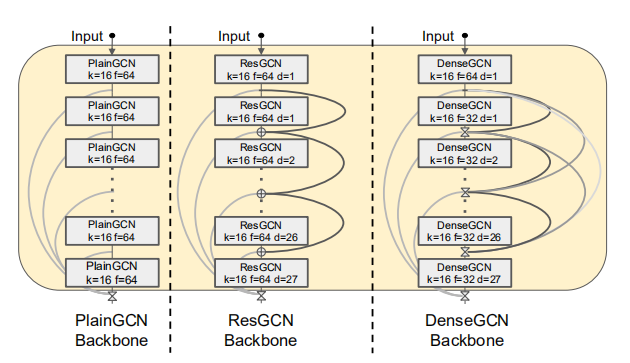 Input
PlainGCN
k=16 f=64
PlainGCN
k=16 f=64
PlainGCN
k=16 f=64
PlainGCN
k=16 f=64
PlainGCN
k=16 f=64
PlainGCN
Backbone
Input
ResGCN
k=16 f=64 d=1
ResGCN
k=16 f=64 d=1
ResGCN
k=16 f=64 d=2
ResGCN
k=16 f=64 d=26
ResGCN
k=16 f=64 d=27
ResGCN
Backbone
Input
DenseGCN
k=16 f=64 d=1
DenseGCN
k=16 f=32 d=1
DenseGCN
k=16 f=32 d=2
DenseGCN
k=16 f=32 d=26
DenseGCN
k=16 f=32 d=27
DenseGCN
Backbone